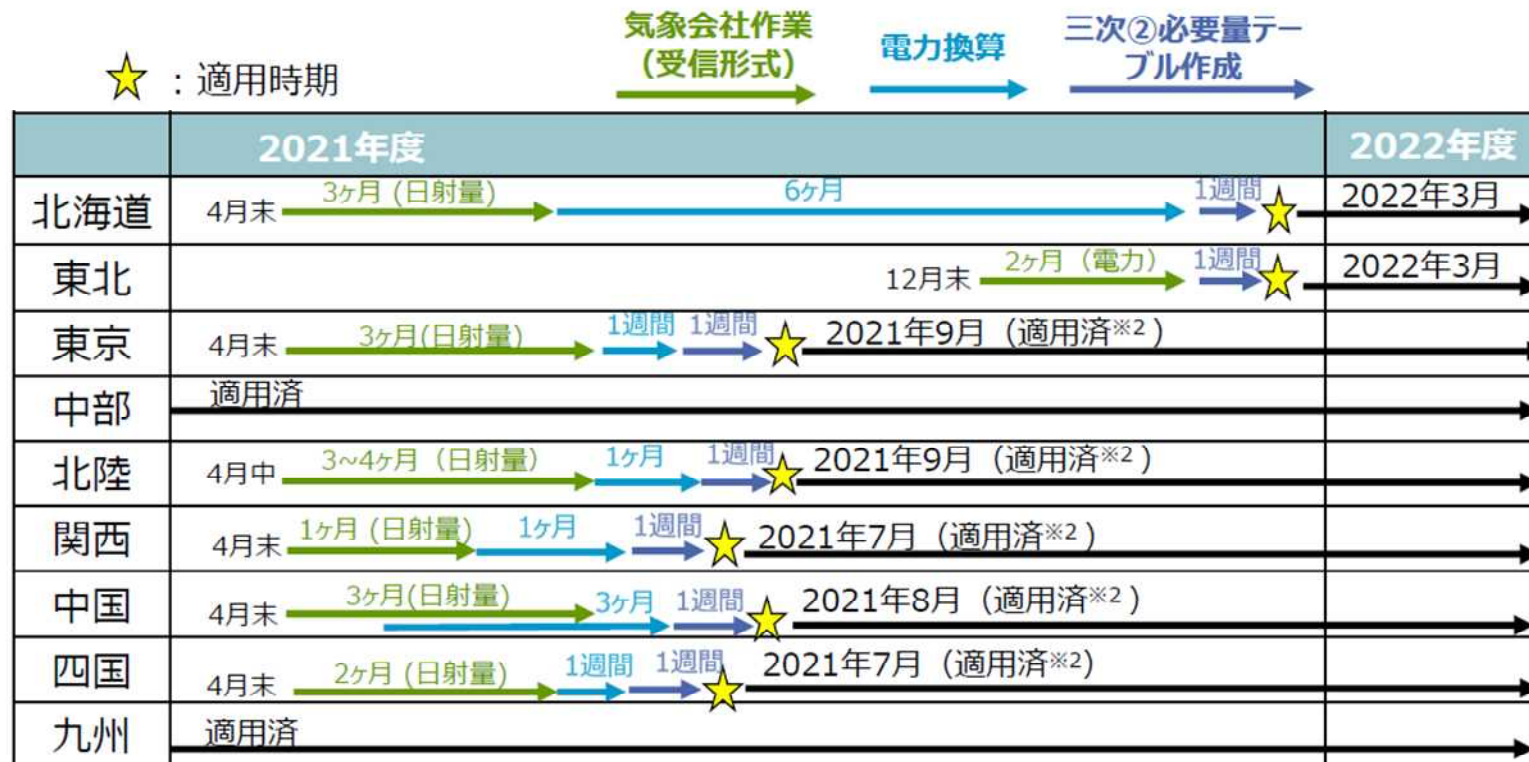 気象会社作業
（受信形式）
電力換算
三次②必要量テー
ブル作成
：適用時期
2021年度
2022年度
北海道
4月末
3ヶ月 (日射量)
6ヶ月
1週間
2022年3月
東北
12月末
2ヶ月（電力）
1週間
2022年3月
東京
4月末
3ヶ月(日射量)
1週間
1週間
2021年9月（適用済※2）
中部
適用済
北陸
4月中
3~4ヶ月（日射量）
1ヶ月
1週間
2021年9月（適用済※2）
関西
4月末
1ヶ月 (日射量)
1ヶ月
1週間
2021年7月（適用済※2）
中国
4月末
3ヶ月(日射量)
3ヶ月
1週間
2021年8月（適用済※2）
四国
4月末
2ヶ月 (日射量)
1週間
1週間
2021年7月（適用済※2)
九州
適用済